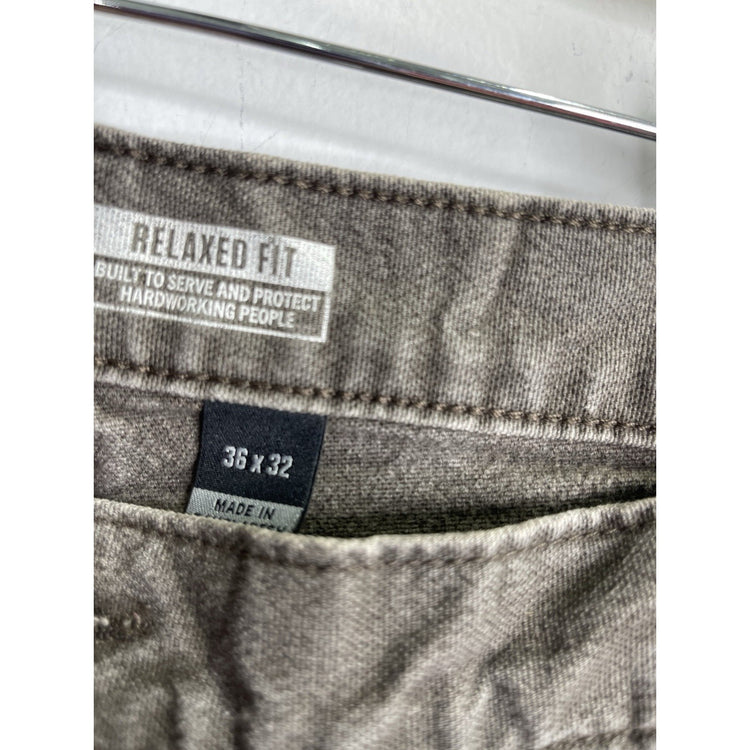 RELAXED FIT
BUILT TO SERVE AND PROTECT
HARDWORKING PEOPLE
36 x 32
MADE IN